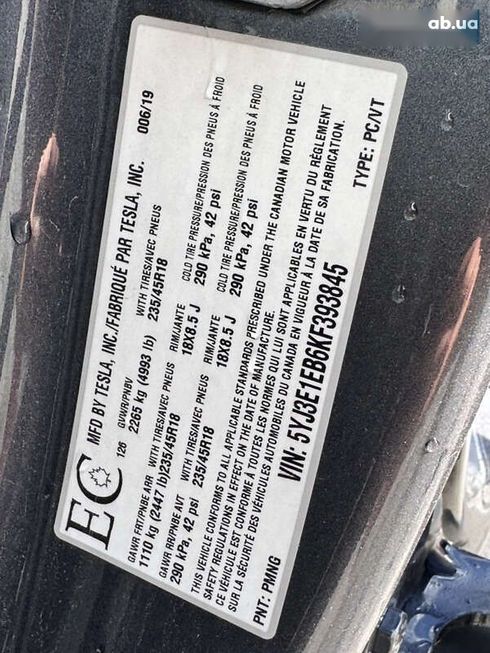 ab.ua
EC
MFD BY TESLA, INC./FABRIQUÉ PAR TESLA, INC. 006/19
126 GVWR/PNBV
2265 kg (4993 lb)
GAWR FRT/PNBE ARR WITH TIRES/AVEC PNEUS RIM/JANTE COLD TIRE PRESSURE/PRESSION DES PNEUS À FROID
1110 kg (2447 lb) 235/45R18 18X8.5 J 290 kPa, 42 psi
GAWR RR/PNBE AVT WITH TIRES/AVEC PNEUS RIMJANTE COLD TIRE PRESSURE/PRESSION DES PNEUS À FROID
290 kPa, 42 psi 235/45R18 18X8.5 J 290 kPa, 42 psi
WITH TIRES/AVEC PNEUS
235/45R18
THIS VEHICLE CONFORMS TO ALL APPLICABLE STANDARDS PRESCRIBED UNDER THE CANADIAN MOTOR VEHICLE
SAFETY REGULATIONS IN EFFECT ON THE DATE OF MANUFACTURE.
CE VÉHICULE EST CONFORME À TOUTES LES NORMES QUI LUI SONT APPLICABLES EN VERTU DU RÈGLEMENT
SUR LA SÉCURITÉ DES VÉHICULES AUTOMOBILES DU CANADA EN VIGUEUR À LA DATE DE SA FABRICATION.
VIN: 5YJ3E1EB6KF393845
PNT: PMNG TYPE: PC/VT